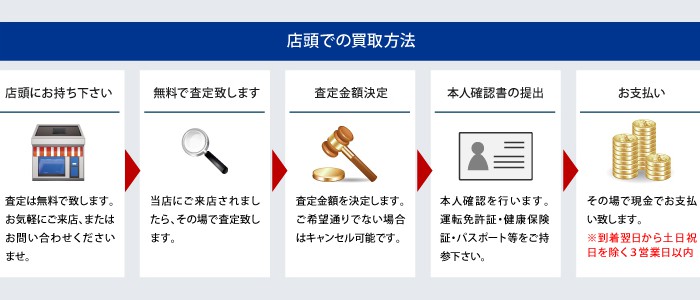 店頭での買取方法
店頭にお持ち下さい
査定は無料で致します。
お気軽にご来店、または
お問い合わせください
ませ。
無料で査定致します
当店にご来店されまし
たら、その場で査定致し
ます。
査定金額決定
査定金額を決定します。
ご希望通りでない場合
はキャンセル可能です。
本人確認書の提出
本人確認を行います。
運転免許証・健康保険
証・パスポート等をご持
参下さい。
お支払い
その場で現金でお支払
い致します。
※到着翌日から土日祝
日を除く３営業日以内